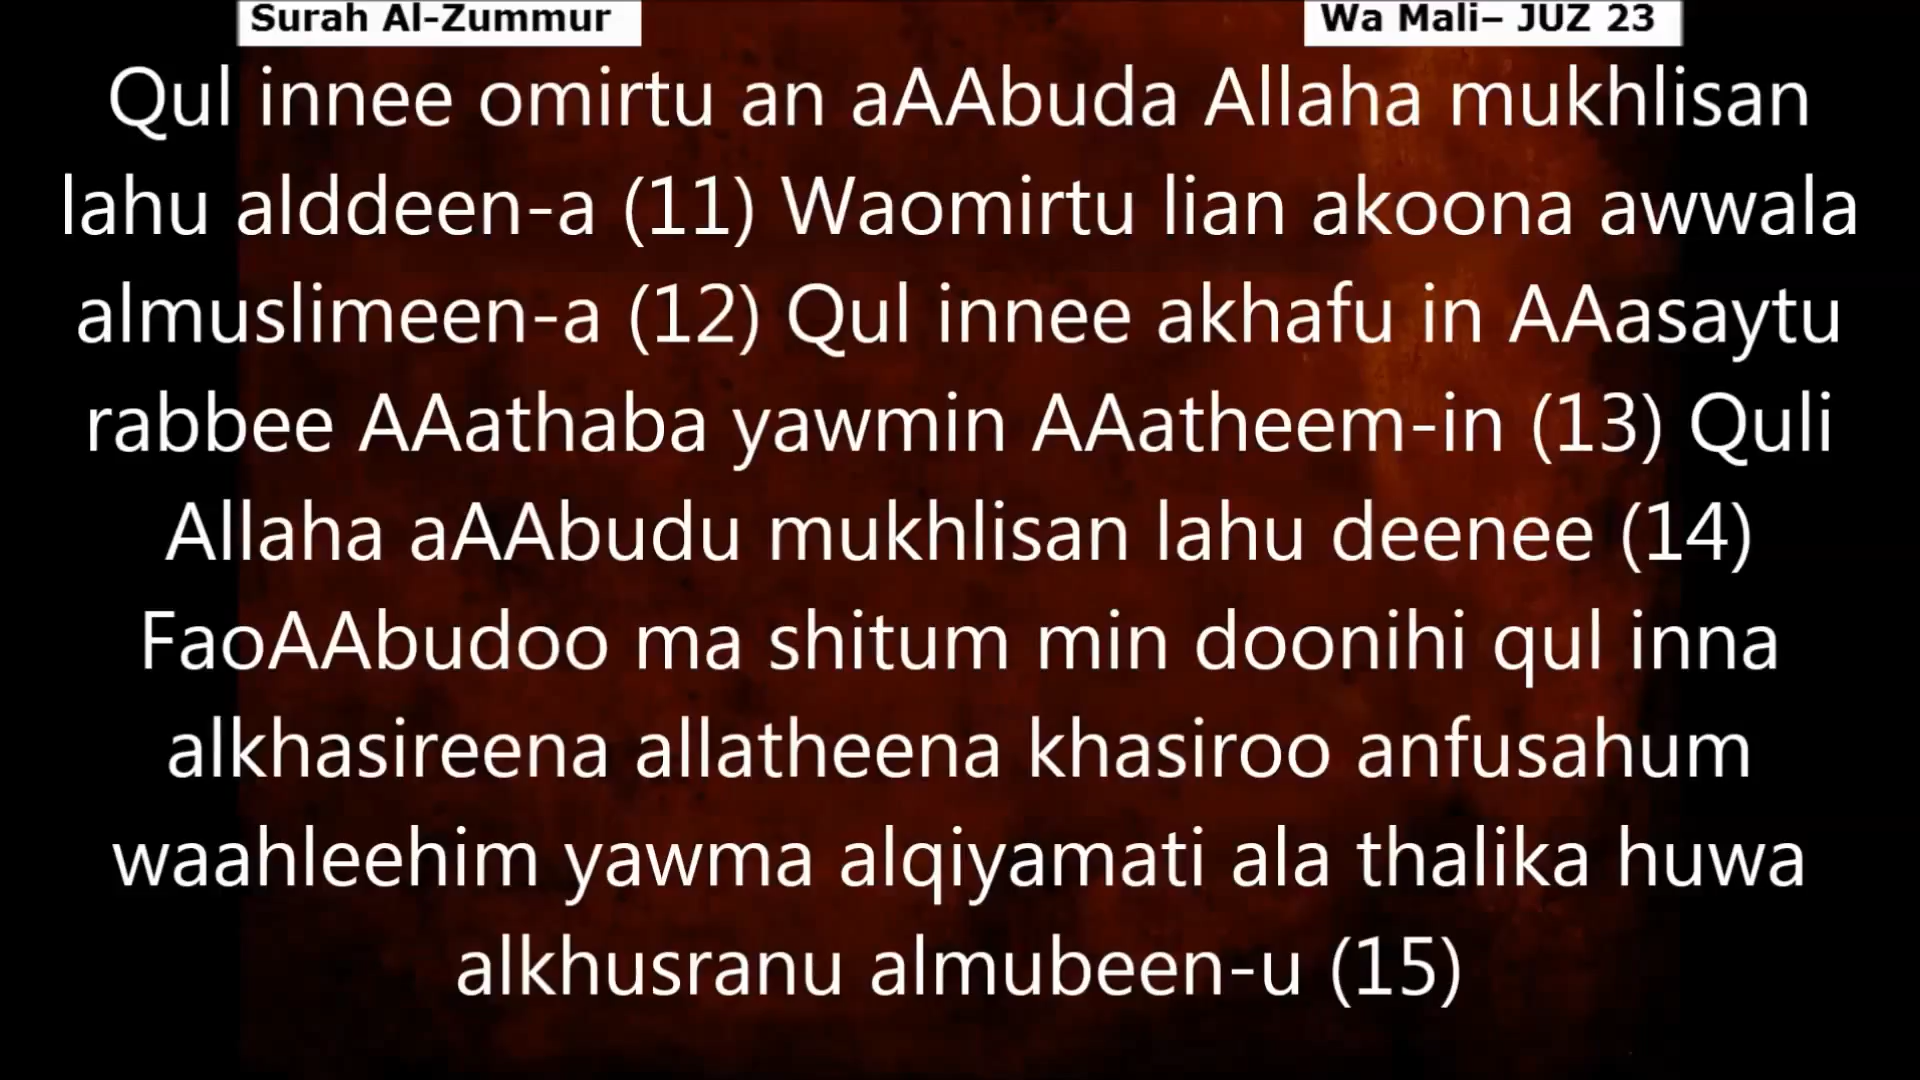 Surah Al-Zummur
Wa Mali– JUZ 23
Qul innee omirtu an aAAbuda Allaha mukhlisan
lahu alddeen-a (11) Waomirtu lian akoona awwala
almuslimeen-a (12) Qul innee akhafu in AAasaytu
rabbee AAathaba yawmin AAatheem-in (13) Quli
Allaha aAAbudu mukhlisan lahu deenee (14)
FaoAAbudoo ma shitum min doonihi qul inna
alkhasireena allatheena khasiroo anfusahum
waahleehim yawma alqiyamati ala thalika huwa
alkhusranu almubeen-u (15)